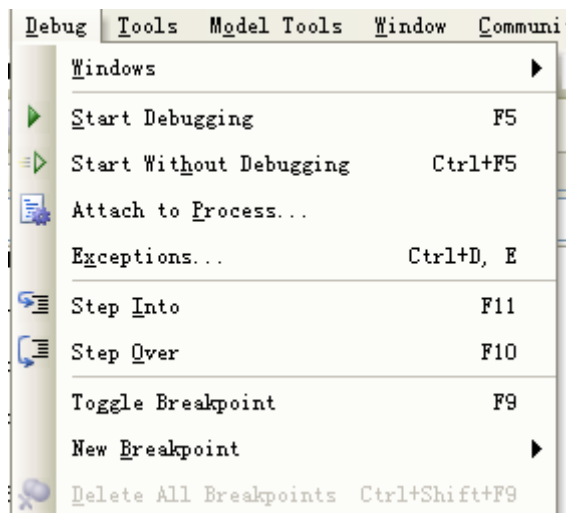 Debug Tools Model Tools Window Communi
Windows
Start Debugging F5
Start Without Debugging Ctrl+F5
Attach to Process...
Exceptions... Ctrl+D, E
Step Into F11
Step Over F10
Toggle Breakpoint F9
New Breakpoint
Delete All Breakpoints Ctrl+Shift+F9